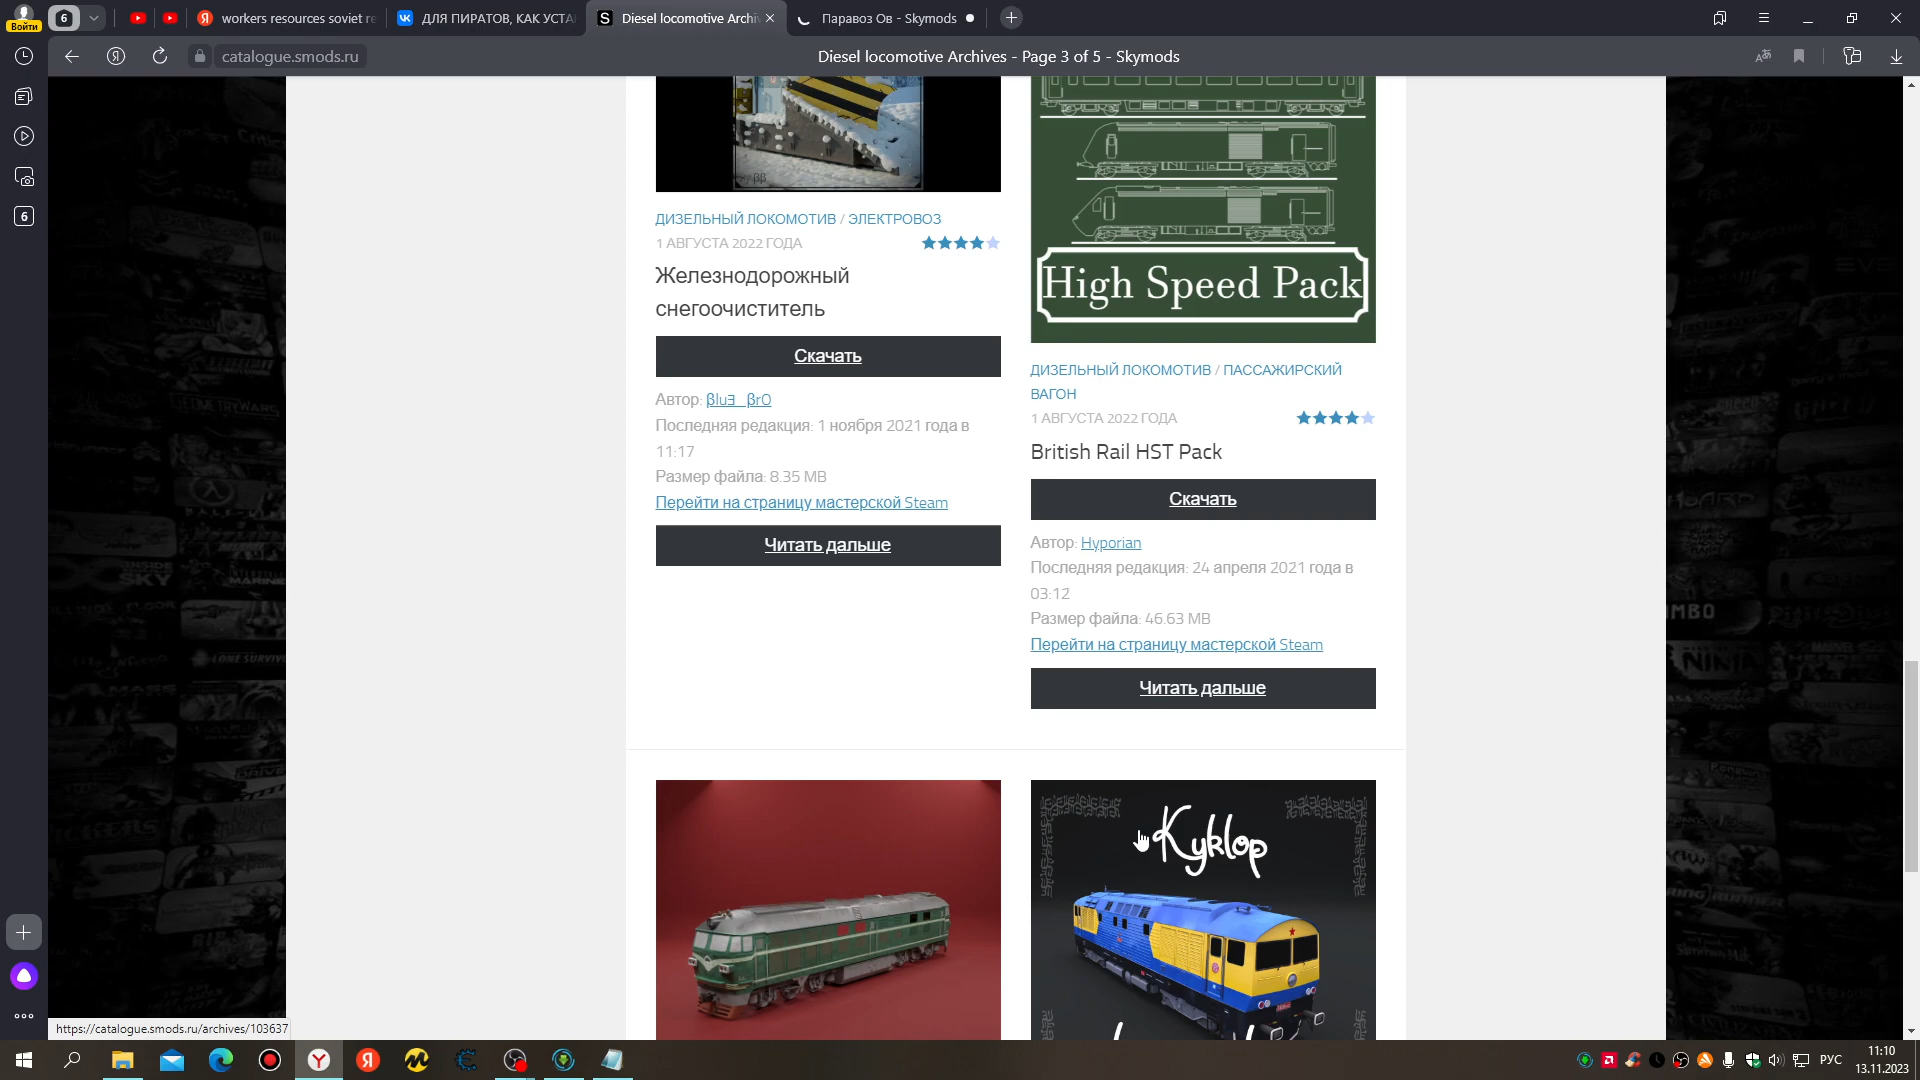 6
workers resources soviet re
ДЛЯ ПИРАТОВ, КАК УСТА
Diesel locomotive Archi
Паравоз Ов - Skymods
Войти
catalogue.smods.ru
Diesel locomotive Archives - Page 3 of 5 - Skymods
6
High Speed Pack
ДИЗЕЛЬНЫЙ ЛОКОМОТИВ / ЭЛЕКТРОВОЗ
1 АВГУСТА 2022 ГОДА
Железнодорожный
снегоочиститель
Скачать
Автор: βluƎ_βrO
Последняя редакция: 1 ноября 2021 года в
11:17
Размер файла: 8.35 MB
Перейти на страницу мастерской Steam
Читать дальше
ДИЗЕЛЬНЫЙ ЛОКОМОТИВ / ПАССАЖИРСКИЙ
ВАГОН
1 АВГУСТА 2022 ГОДА
British Rail HST Pack
Скачать
Автор: Hyporian
Последняя редакция: 24 апреля 2021 года в
03:12
Размер файла: 46.63 MB
Перейти на страницу мастерской Steam
Читать дальше
Kyklop
https://catalogue.smods.ru/archives/103637
РУС
11:10
13.11.2023